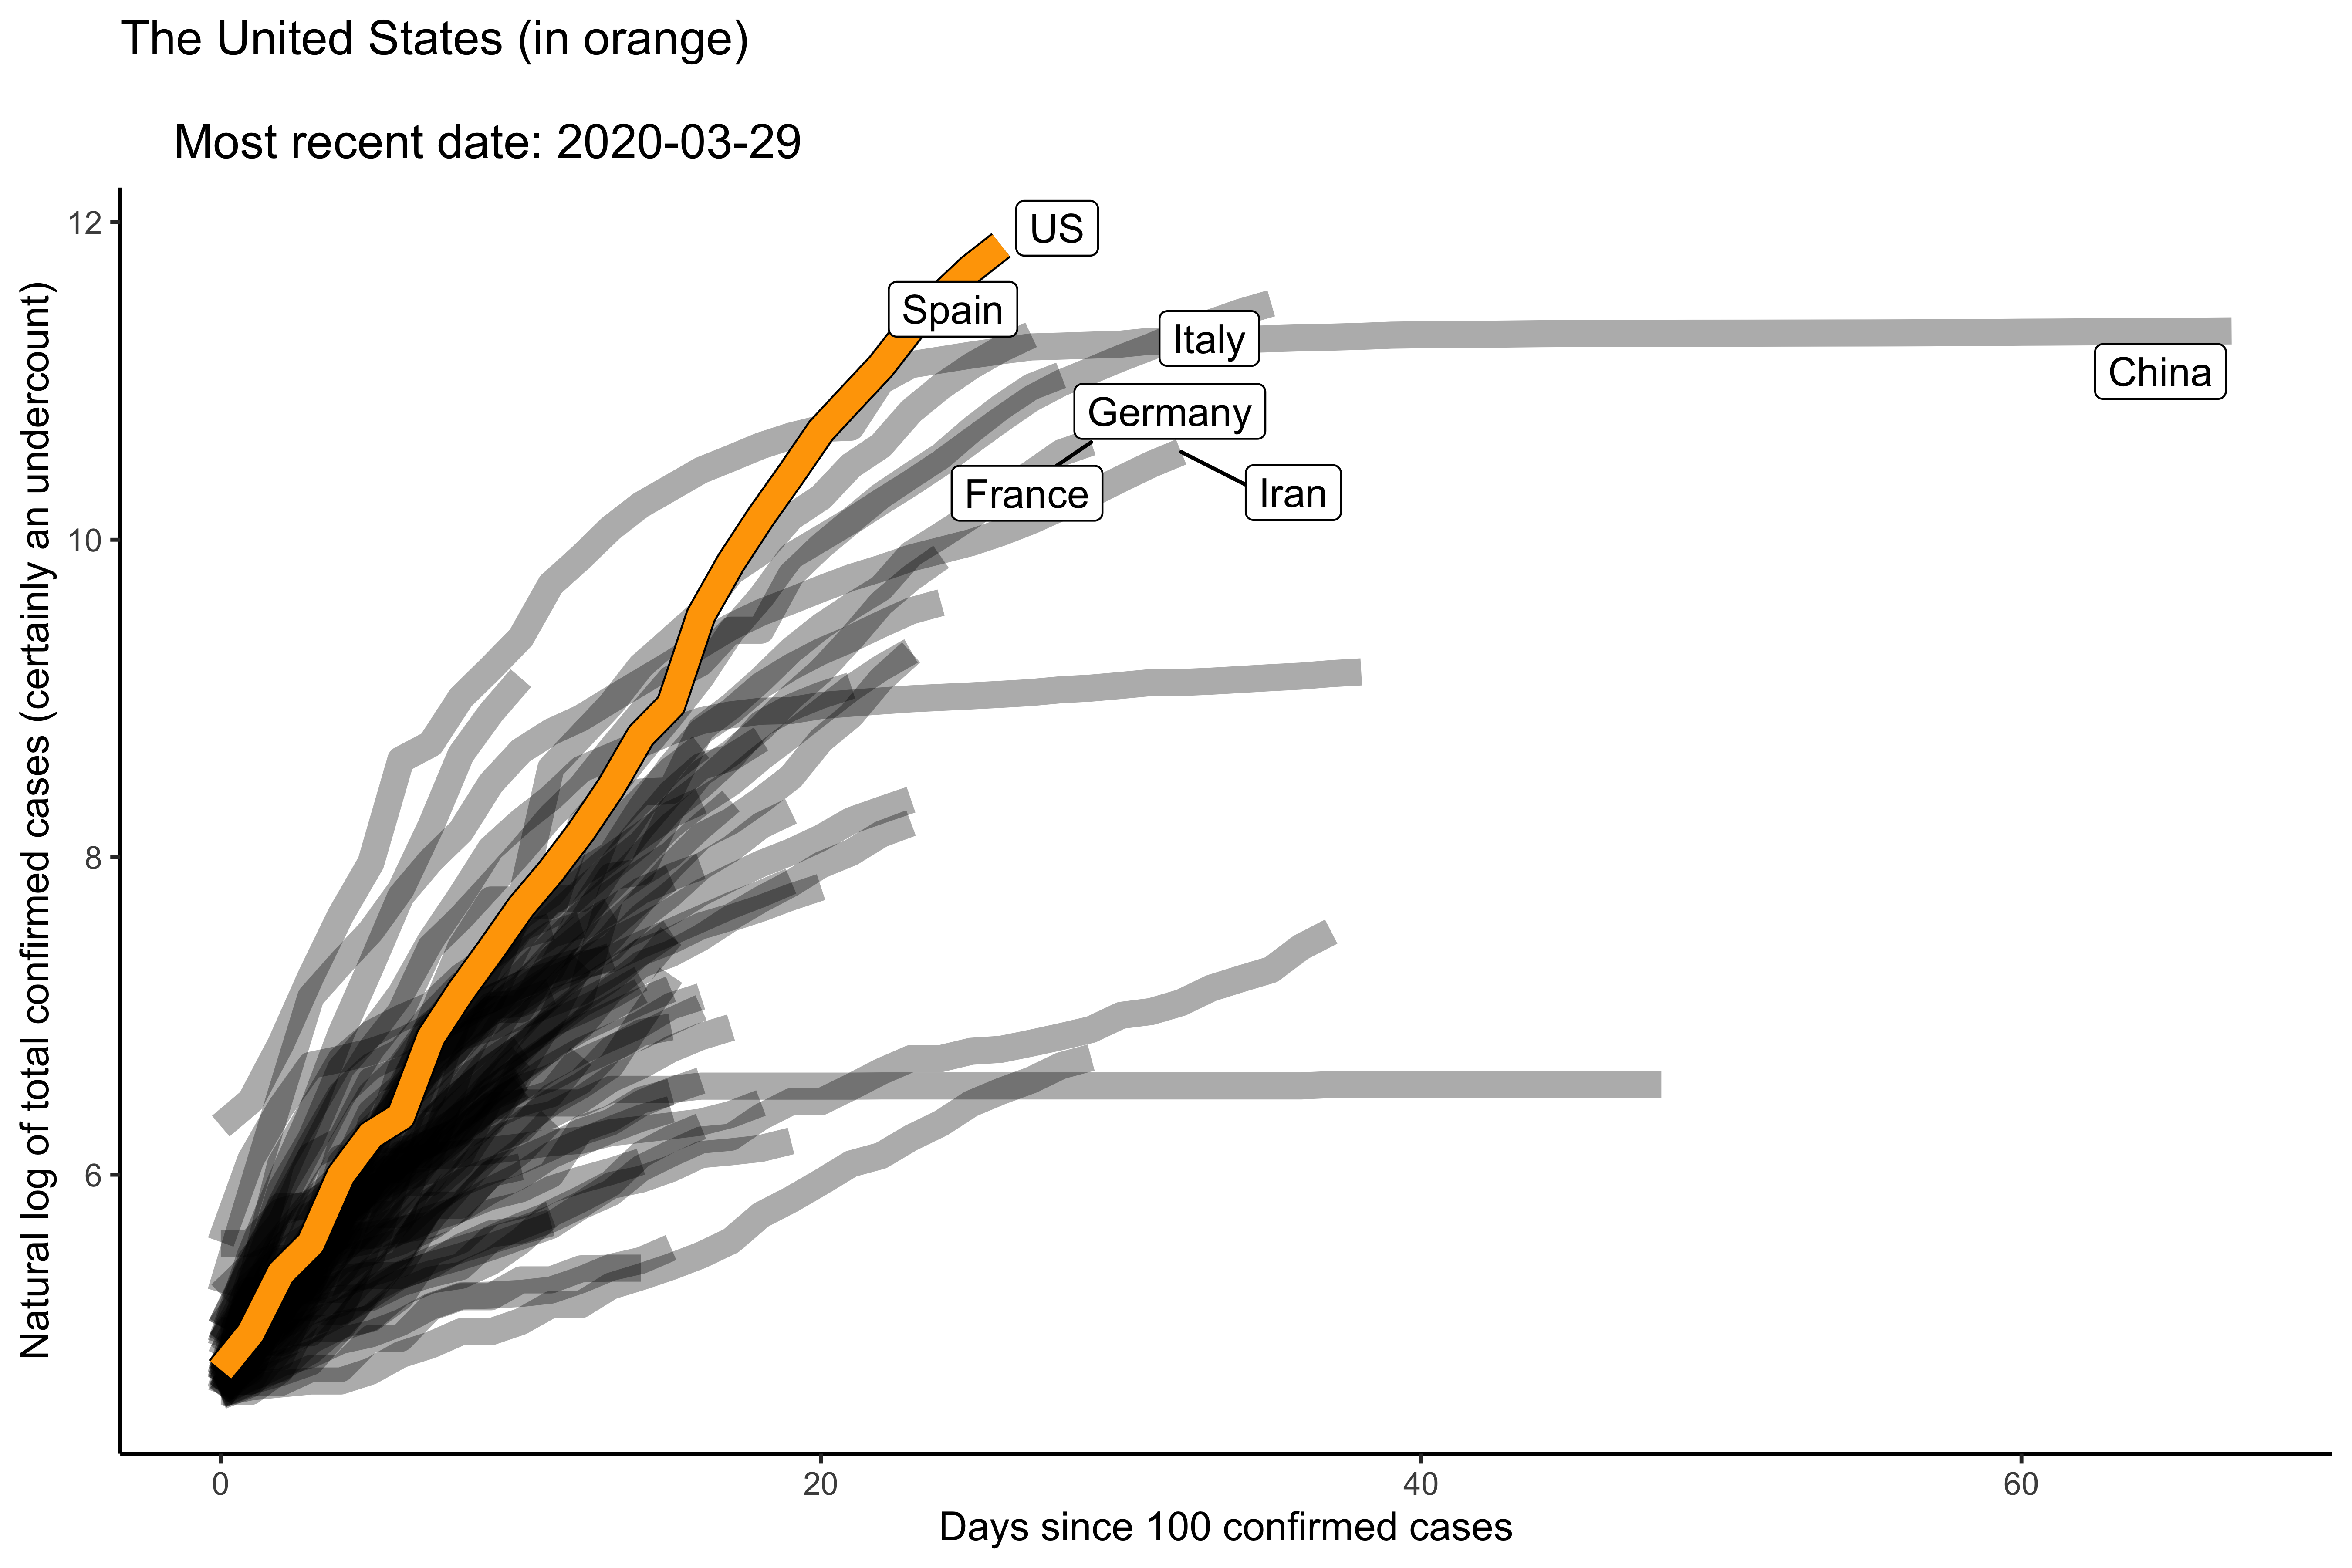 The United States (in orange)
Most recent date: 2020-03-29
Natural log of total confirmed cases (certainly an undercount)
12
10
8
6
US
Spain
Italy
China
Germany
France
Iran
0
20
40
60
Days since 100 confirmed cases